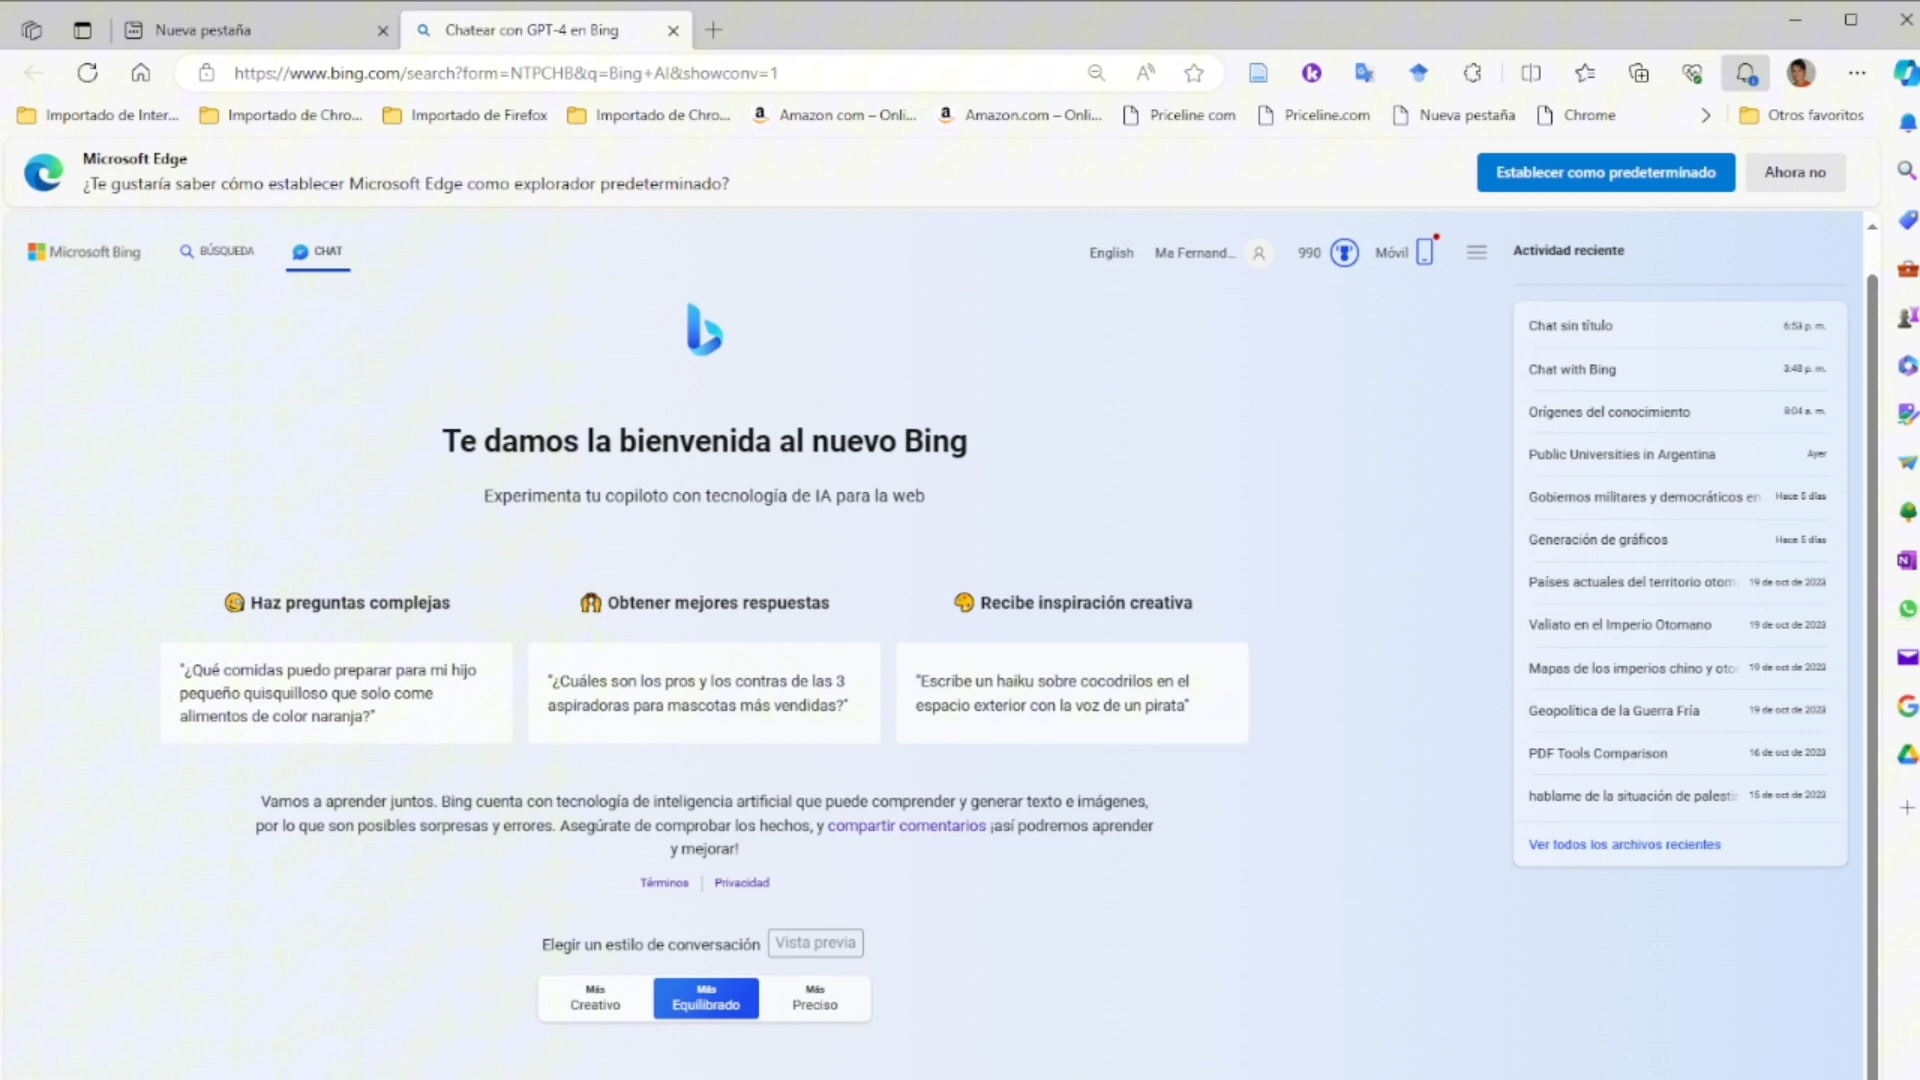 Nueva pestaña
Chatear con GPT-4 en Bing
https://www.bing.com/search?form=NTPCHB&q=Bing+AI&showconv=1
Importado de Inter...
Importado de Chro...
Importado de Firefox
Importado de Chro...
Amazon com – Onli...
Amazon.com – Onli...
Priceline com
Priceline.com
Nueva pestaña
Chrome
Otros favoritos
Microsoft Edge
¿Te gustaría saber cómo establecer Microsoft Edge como explorador predeterminado?
Establecer como predeterminado
Ahora no
Microsoft Bing
BÚSQUEDA
CHAT
English
Ma Fernand...
990
Móvil
Te damos la bienvenida al nuevo Bing
Experimenta tu copiloto con tecnología de IA para la web
Haz preguntas complejas
"¿Qué comidas puedo preparar para mi hijo
pequeño quisquilloso que solo come
alimentos de color naranja?"
Obtener mejores respuestas
"¿Cuáles son los pros y los contras de las 3
aspiradoras para mascotas más vendidas?"
Recibe inspiración creativa
"Escribe un haiku sobre cocodrilos en el
espacio exterior con la voz de un pirata"
Vamos a aprender juntos. Bing cuenta con tecnología de inteligencia artificial que puede comprender y generar texto e imágenes,
por lo que son posibles sorpresas y errores. Asegúrate de comprobar los hechos, y compartir comentarios ¡así podremos aprender
y mejorar!
Términos | Privacidad
Elegir un estilo de conversación Vista previa
Más
Creativo
Más
Equilibrado
Más
Preciso
Actividad reciente
Chat sin título 6:53 p. m.
Chat with Bing 3:48 p. m.
Orígenes del conocimiento 8:04 a. m.
Public Universities in Argentina Ayer
Gobiernos militares y democráticos en Hace 5 días
Generación de gráficos Hace 5 días
Países actuales del territorio otom 19 de oct de 2023
Valiato en el Imperio Otomano 19 de oct de 2023
Mapas de los imperios chino y oto 19 de oct de 2023
Geopolítica de la Guerra Fría 19 de oct de 2023
PDF Tools Comparison 16 de oct de 2023
hablame de la situación de palesti 15 de oct de 2023
Ver todos los archivos recientes